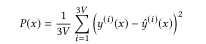 P(x) = \frac{1}{3V} \sum_{i=1}^{3V} \left( y^{(i)}(x) - \hat{y}^{(i)}(x) \right)^2